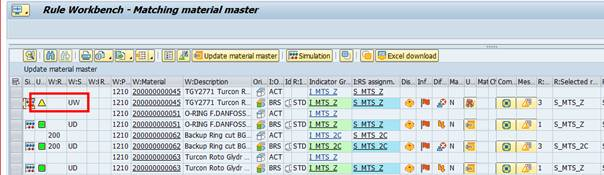 Rule Workbench - Matching material master
Update material master Simulation Excel download
Update material master
Si. U. W:R. W:S. W:P... W:Material W:Description Ori... I:O.. Id R:I.. Indicator Gr... I:RS assignm. Dis... Inf... Dif... Ma... U... Mat Ch Com... Mes... R:... R:Selected r...
1210 200000000045 TGY2771 Turcon R... ACT I_MTS_Z S_MTS_Z
UW 1210 200000000045 TGY2771 Turcon R... BRS STD I_MTS_Z S_MTS_Z N 3 S_MTS_Z
1210 200000000051 O-RING F.DANFOSS... ACT I_MTS_Z
UD 1210 200000000051 O-RING F.DANFOSS... BRS STD I_MTS_Z S_MTS_Z N 1 S_MTS_Z
200 1210 200000000062 Backup Ring cut BG... ACT I_MTS_2C S_MTS_2C
200 UD 1210 200000000062 Backup Ring cut BG... BRS STD I_MTS_2C S_MTS_2C N 3 S_MTS_2C
1210 200000000063 Turcon Roto Glydr ... ACT I_MTS_Z
UD 1210 200000000063 Turcon Roto Glydr ... BRS STD I_MTS_Z S_MTS_Z N 1 S_MTS_Z